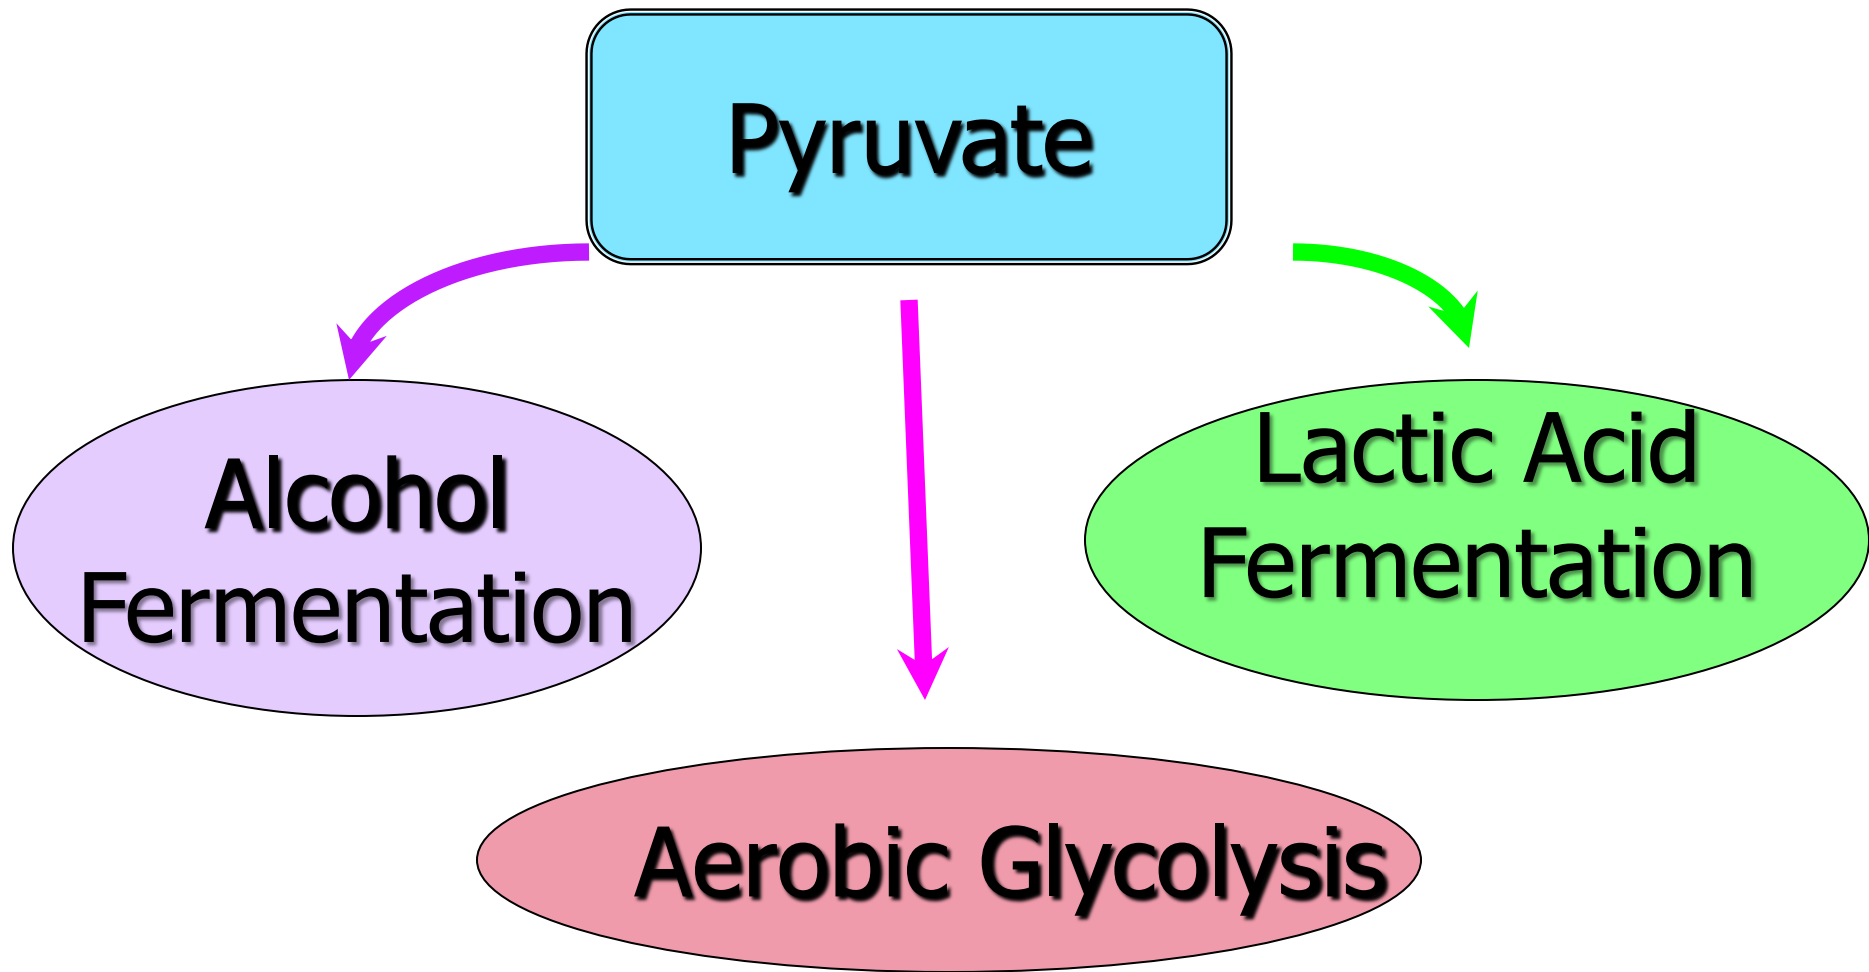 Pyruvate
Alcohol
Fermentation
Lactic Acid
Fermentation
Aerobic Glycolysis